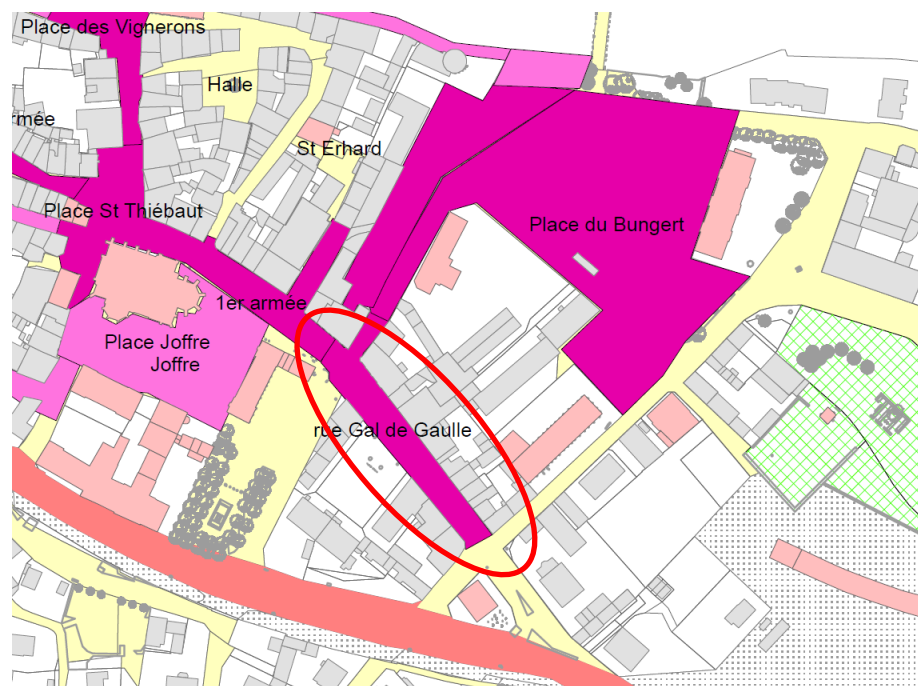 Place des Vignerons
Halle
rmée
St Erhard
Place St Thiébaut
Place du Bungert
1er armée
Place Joffre
Joffre
rue Gal de Gaulle